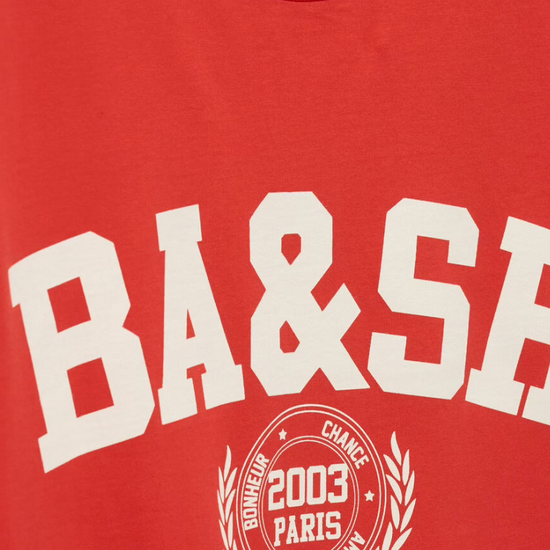 BA&SH
BONHEUR ★ CHANCE ★
2003
PARIS